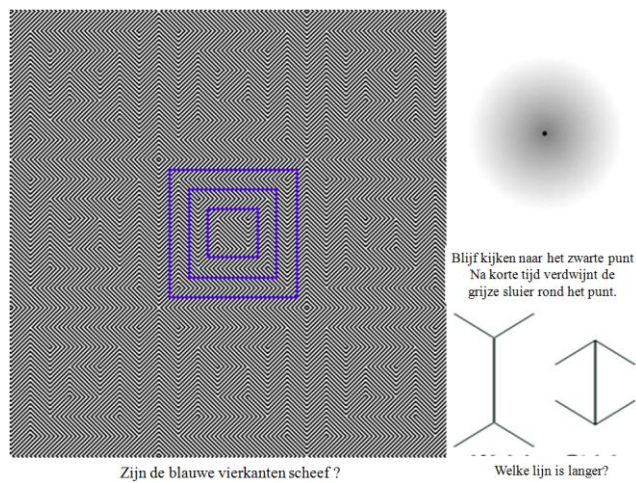 Blijf kijken naar het zwarte punt
Na korte tijd verdwijnt de
grijze sluier rond het punt.
Zijn de blauwe vierkanten scheef ?
Welke lijn is langer?